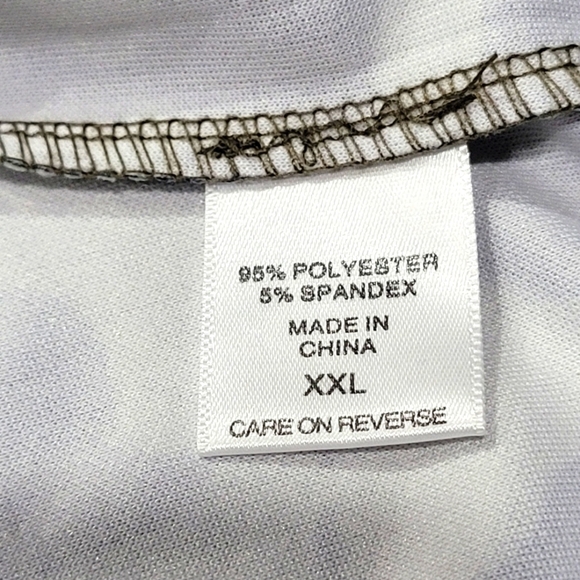 95% POLYESTER
5% SPANDEX
MADE IN
CHINA
XXL
CARE ON REVERSE